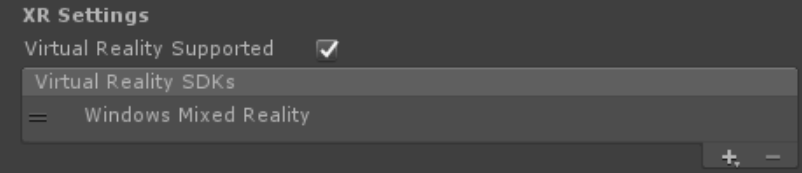 XR Settings
Virtual Reality Supported
Virtual Reality SDKs
Windows Mixed Reality